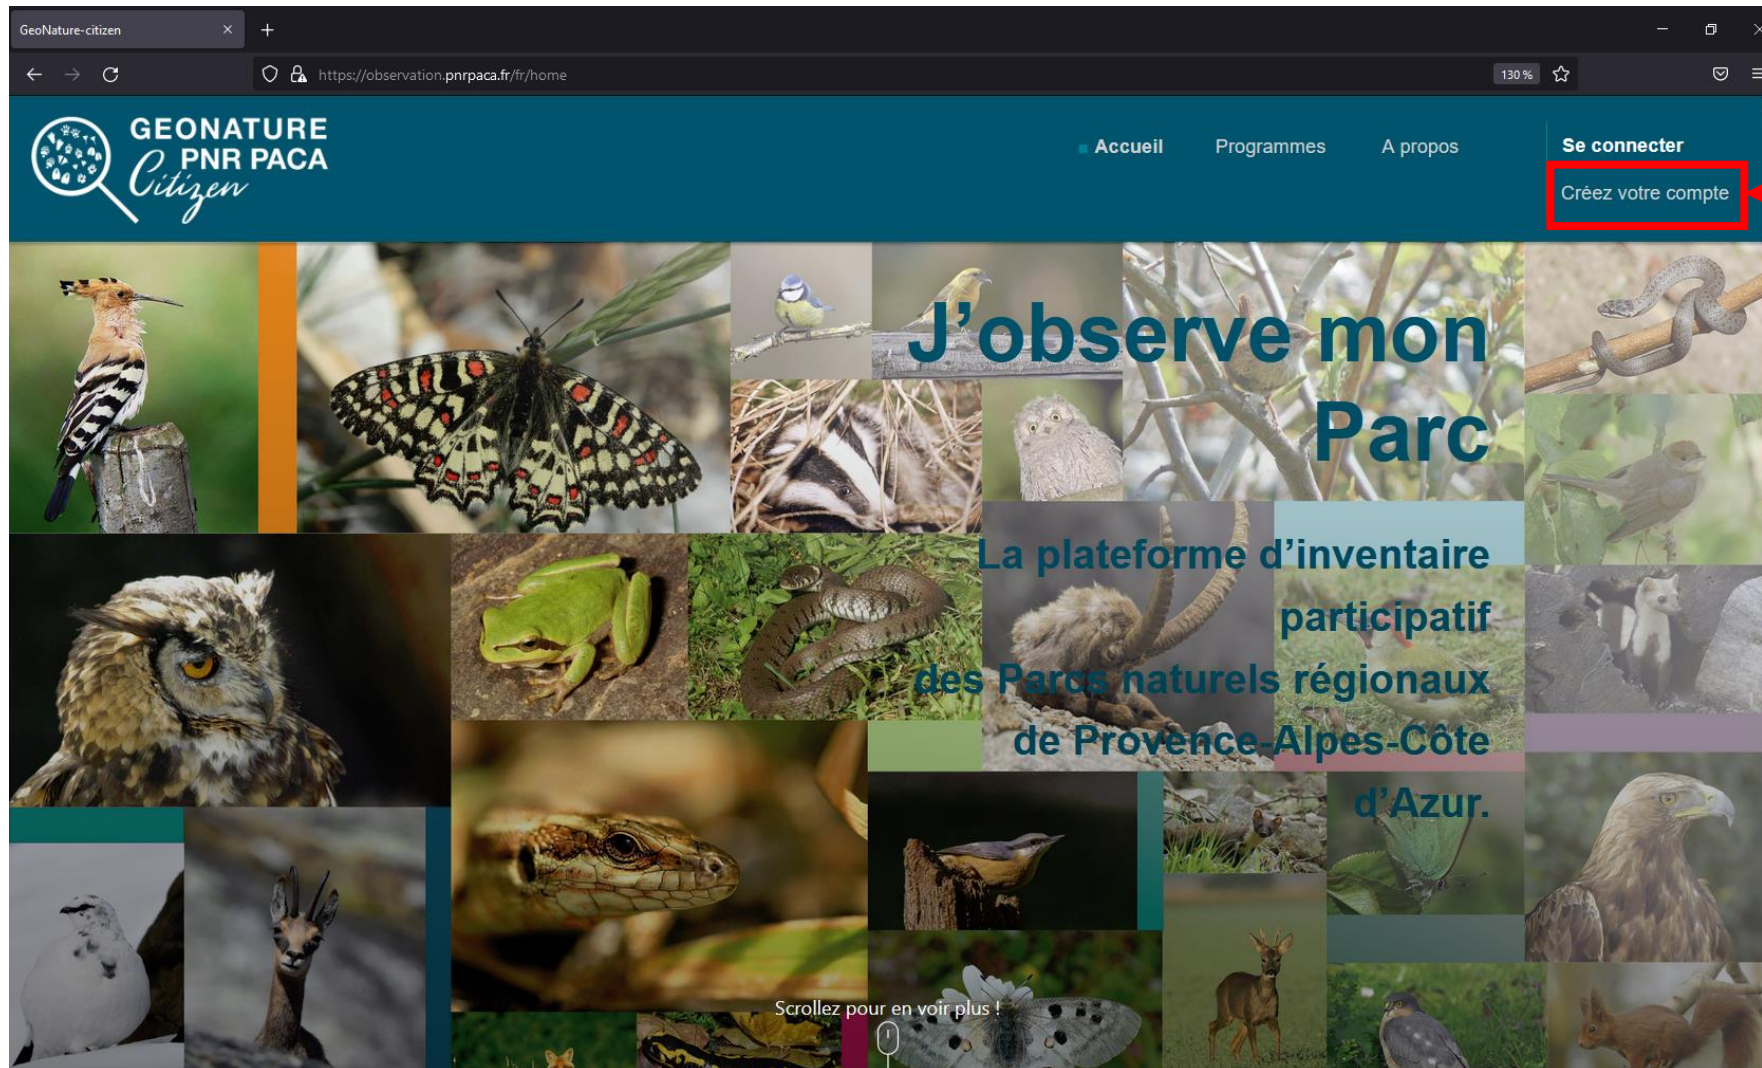 GeoNature-citizen
https://observation.pnrpaca.fr/fr/home
130 %
GEONATURE
PNR PACA
Citizen
Accueil
Programmes
A propos
Se connecter
Créez votre compte
J’observe mon
Parc
La plateforme d’inventaire
participatif
des Parcs naturels régionaux
de Provence-Alpes-Côte
d’Azur.
Scrollez pour en voir plus !